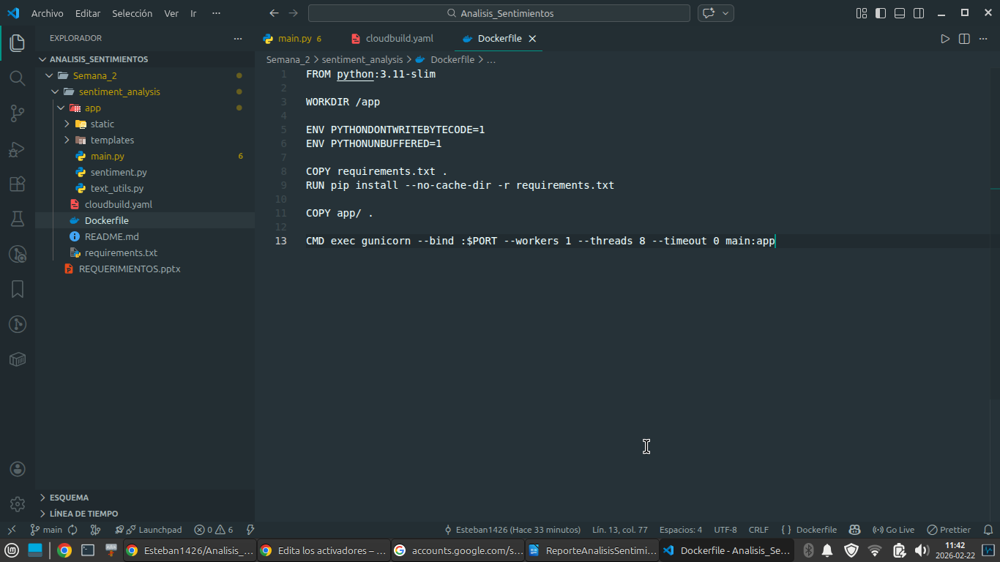 Archivo Editar Selección Ver Ir ··· Analisis_Sentimientos
EXPLORADOR ···
ANALISIS_SENTIMIENTOS
Semana_2
sentiment_analysis
app
static
templates
main.py 6
sentiment.py
text_utils.py
cloudbuild.yaml
Dockerfile
README.md
requirements.txt
REQUERIMIENTOS.pptx
ESQUEMA
LÍNEA DE TIEMPO
main.py 6 cloudbuild.yaml Dockerfile
Semana_2 > sentiment_analysis > Dockerfile > ...
1 FROM python:3.11-slim
2
3 WORKDIR /app
4
5 ENV PYTHONDONTWRITEBYTECODE=1
6 ENV PYTHONUNBUFFERED=1
7
8 COPY requirements.txt .
9 RUN pip install --no-cache-dir -r requirements.txt
10
11 COPY app/ .
12
13 CMD exec gunicorn --bind :$PORT --workers 1 --threads 8 --timeout 0 main:app
main Launchpad 0 6 Esteban1426 (Hace 33 minutos) Lín. 13, col. 77 Espacios: 4 UTF-8 CRLF { } Dockerfile Go Live Prettier
Esteban1426/Analisis_... Edita los activadores – ... accounts.google.com/s... ReporteAnalisisSentimi... Dockerfile - Analisis_Se... 11:42
2026-02-22